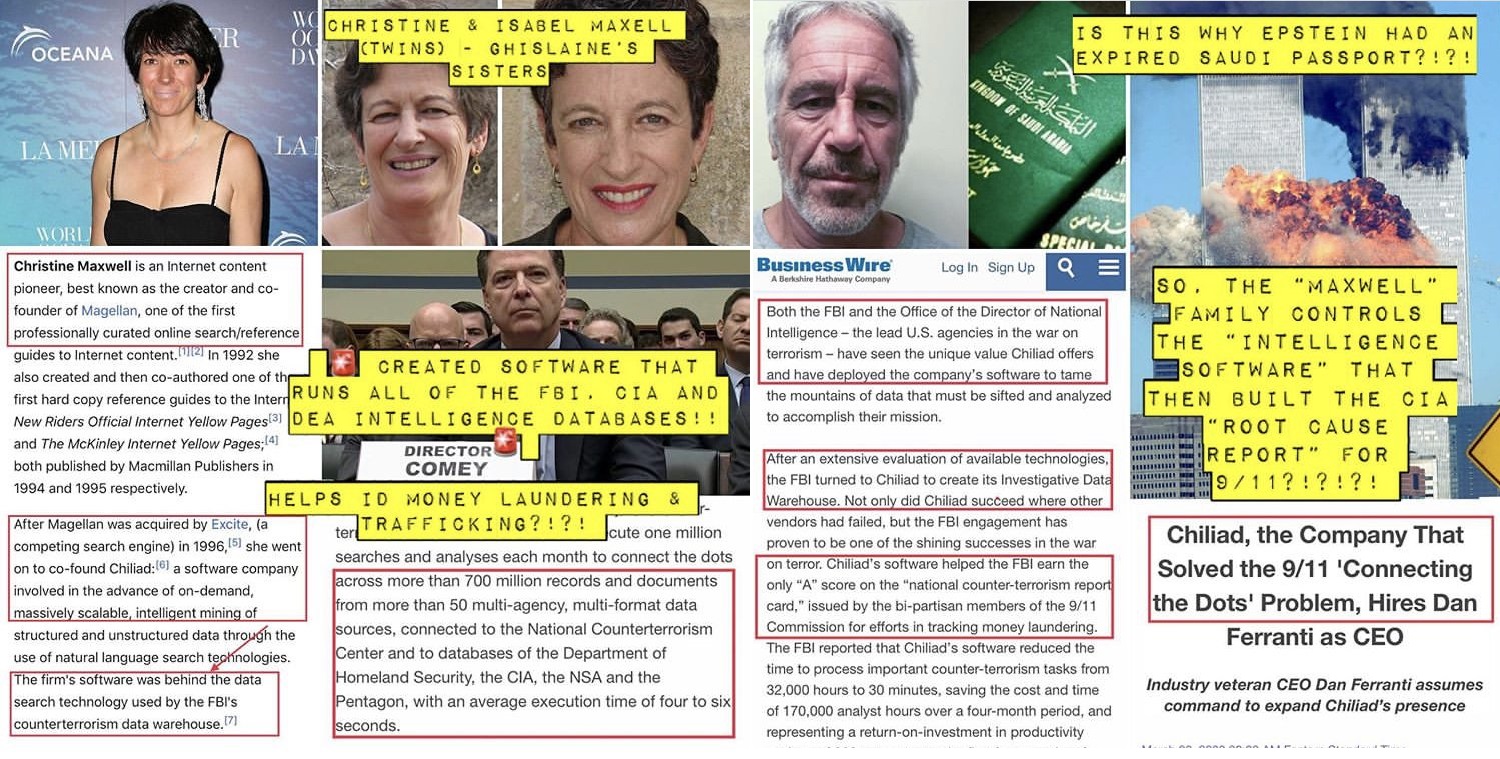 OCEANA
LA MER
LA
WORLD
CHRISTINE & ISABEL MAXELL
(TWINS) - GHISLAINE'S
SISTERS
IS THIS WHY EPSTEIN HAD AN
EXPIRED SAUDI PASSPORT?!?!
KINGDOM OF SAUDI ARABIA
المملكة العربية السعودية
SPECIAL
Christine Maxwell is an Internet content
pioneer, best known as the creator and co-
founder of Magellan, one of the first
professionally curated online search/reference
guides to Internet content.[1][2] In 1992 she
also created and then co-authored one of the
first hard copy reference guides to the Intern
New Riders Official Internet Yellow Pages[3]
and The McKinley Internet Yellow Pages;[4]
both published by Macmillan Publishers in
1994 and 1995 respectively.
After Magellan was acquired by Excite, (a
competing search engine) in 1996,[5] she went
on to co-found Chiliad:[6] a software company
involved in the advance of on-demand,
massively scalable, intelligent mining of
structured and unstructured data through the
use of natural language search technologies.
The firm's software was behind the data
search technology used by the FBI's
counterterrorism data warehouse.[7]
🚨 CREATED SOFTWARE THAT
RUNS ALL OF THE FBI, CIA AND
DEA INTELLIGENCE DATABASES!! 🚨
DIRECTOR
COMEY
HELPS ID MONEY LAUNDERING &
TRAFFICKING?!?!
cute one million
searches and analyses each month to connect the dots
across more than 700 million records and documents
from more than 50 multi-agency, multi-format data
sources, connected to the National Counterterrorism
Center and to databases of the Department of
Homeland Security, the CIA, the NSA and the
Pentagon, with an average execution time of four to six
seconds.
Business Wire
A Berkshire Hathaway Company
Log In Sign Up
Both the FBI and the Office of the Director of National
Intelligence – the lead U.S. agencies in the war on
terrorism – have seen the unique value Chiliad offers
and have deployed the company's software to tame
the mountains of data that must be sifted and analyzed
to accomplish their mission.
After an extensive evaluation of available technologies,
the FBI turned to Chiliad to create its Investigative Data
Warehouse. Not only did Chiliad succeed where other
vendors had failed, but the FBI engagement has
proven to be one of the shining successes in the war
on terror. Chiliad's software helped the FBI earn the
only "A" score on the "national counter-terrorism report
card," issued by the bi-partisan members of the 9/11
Commission for efforts in tracking money laundering.
The FBI reported that Chiliad's software reduced the
time to process important counter-terrorism tasks from
32,000 hours to 30 minutes, saving the cost and time
of 170,000 analyst hours over a four-month period, and
representing a return-on-investment in productivity
SO, THE "MAXWELL"
FAMILY CONTROLS
THE "INTELLIGENCE
SOFTWARE" THAT
THEN BUILT THE CIA
"ROOT CAUSE
REPORT" FOR
9/11?!?!?!
Chiliad, the Company That
Solved the 9/11 'Connecting
the Dots' Problem, Hires Dan
Ferranti as CEO
Industry veteran CEO Dan Ferranti assumes
command to expand Chiliad's presence